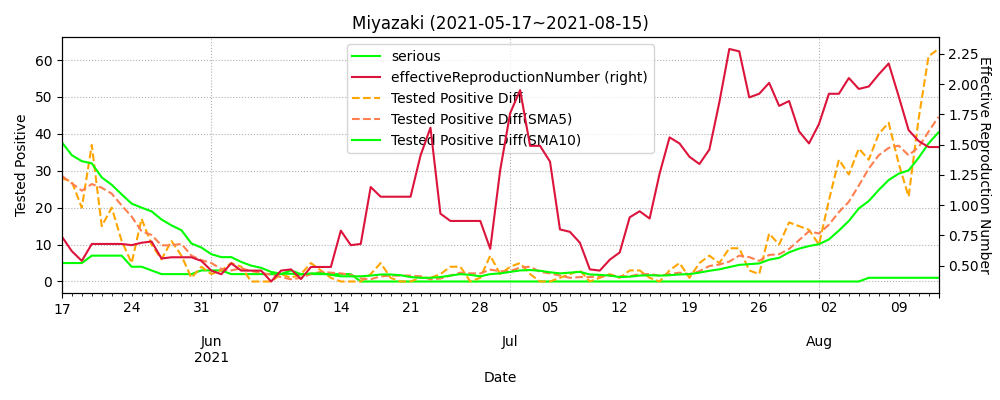 Miyazaki (2021-05-17~2021-08-15)
serious
effectiveReproductionNumber (right)
Tested Positive Diff
Tested Positive Diff(SMA5)
Tested Positive Diff(SMA10)
60
50
40
30
20
10
0
Tested Positive
2.25
2.00
1.75
1.50
1.25
1.00
0.75
0.50
Effective Reproduction Number
17 24 31 07 14 21 28 05 12 19 26 02 09
Jun Jul Aug
2021
Date